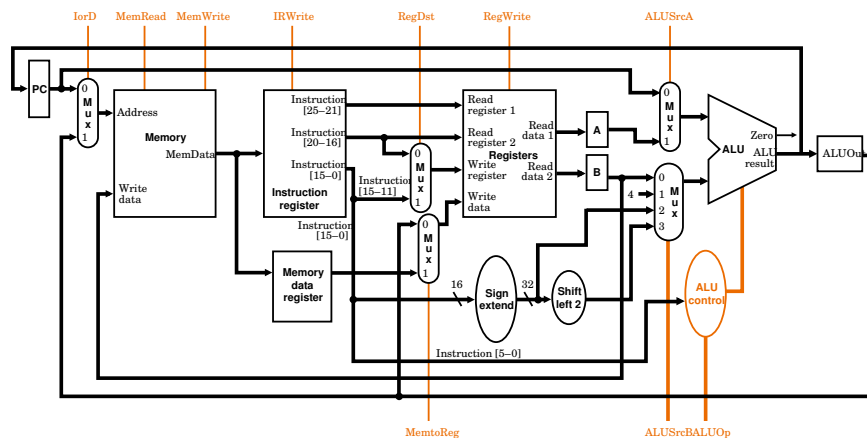 IorD
MemRead
MemWrite
IRWrite
RegDst
RegWrite
ALUSrcA
PC
0
M
u
x
1
Address
Memory
MemData
Write
data
Instruction
[25–21]
Instruction
[20–16]
Instruction
[15–0]
Instruction
register
Instruction
[15–11]
Instruction
[15–0]
Memory
data
register
0
M
u
x
1
0
M
u
x
1
Read
register 1
Read
register 2
Registers
Write
register
Write
data
Read
data 1
Read
data 2
A
B
0
M
u
x
1
4
0
1
2
3
M
u
x
Zero
ALU
ALU
result
ALUOut
16
Sign
extend
32
Shift
left 2
ALU
control
Instruction [5–0]
MemtoReg
ALUSrcB
ALUOp